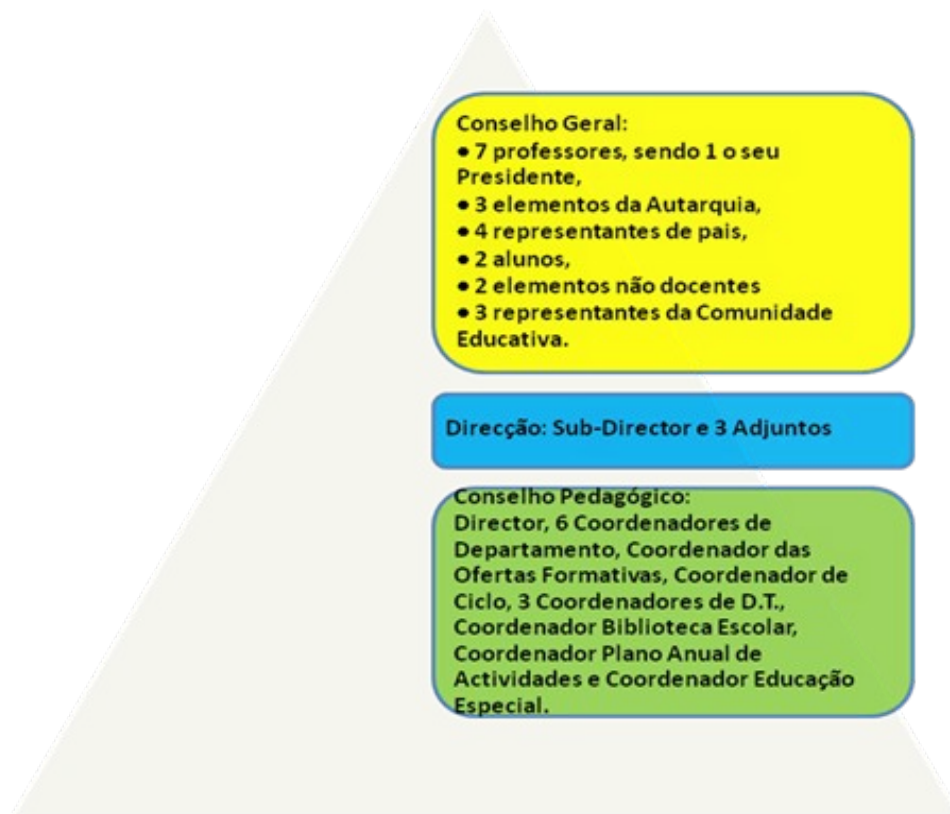 Conselho Geral:
● 7 professores, sendo 1 o seu
Presidente,
● 3 elementos da Autarquia,
● 4 representantes de pais,
● 2 alunos,
● 2 elementos não docentes
● 3 representantes da Comunidade
Educativa.
Direcção: Sub-Director e 3 Adjuntos
Conselho Pedagógico:
Director, 6 Coordenadores de
Departamento, Coordenador das
Ofertas Formativas, Coordenador de
Ciclo, 3 Coordenadores de D.T.,
Coordenador Biblioteca Escolar,
Coordenador Plano Anual de
Actividades e Coordenador Educação
Especial.